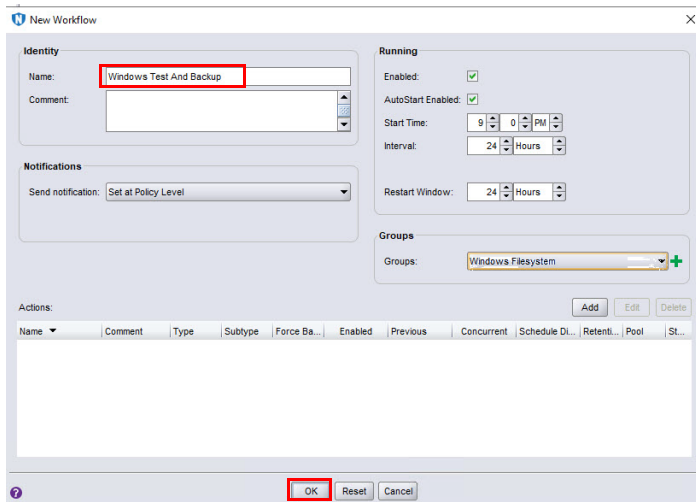 New Workflow
Identity
Name: Windows Test And Backup
Comment:
Notifications
Send notification: Set at Policy Level
Running
Enabled:
AutoStart Enabled:
Start Time: 9 0 PM
Interval: 24 Hours
Restart Window: 24 Hours
Groups
Groups: Windows Filesystem
Actions: Add Edit Delete
Name Comment Type Subtype Force Ba... Enabled Previous Concurrent Schedule Di... Retenti... Pool St...
OK Reset Cancel